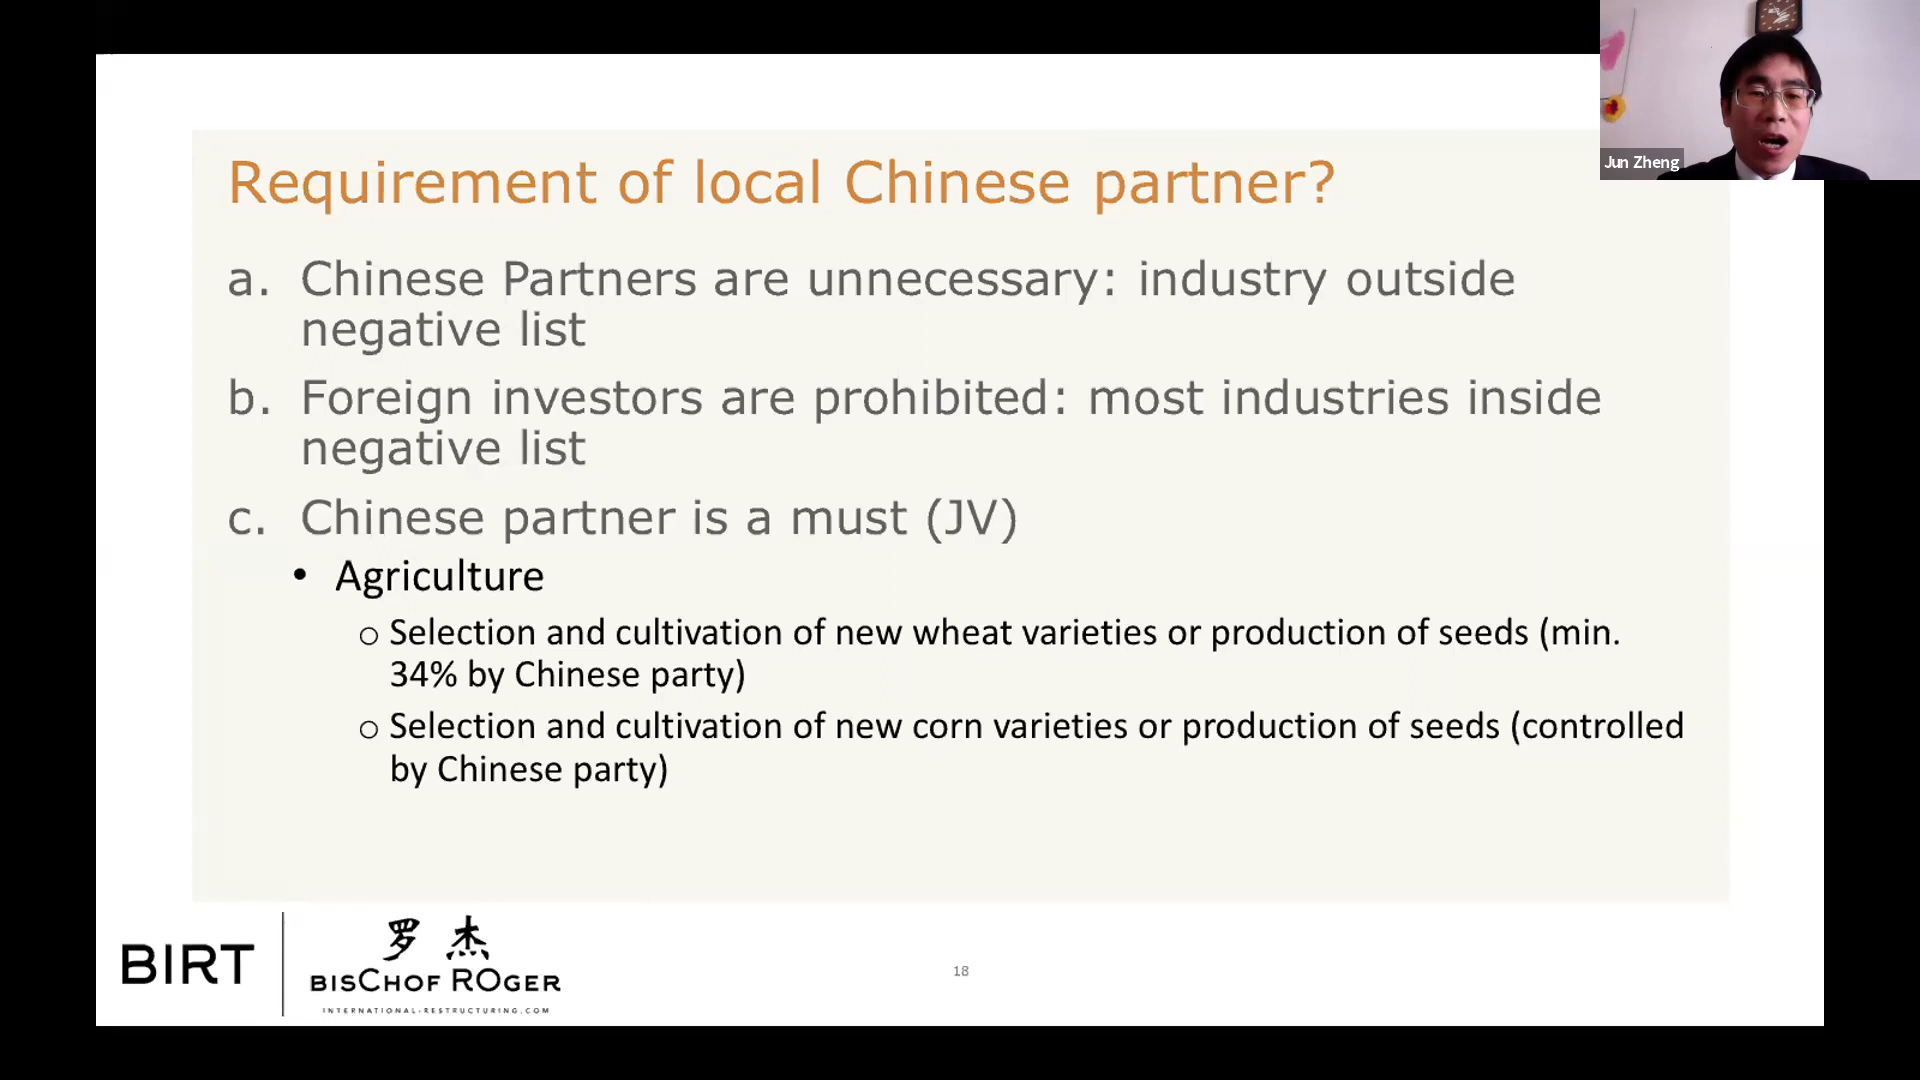 Jun Zheng
Requirement of local Chinese partner?
a. Chinese Partners are unnecessary: industry outside
negative list
b. Foreign investors are prohibited: most industries inside
negative list
c. Chinese partner is a must (JV)
• Agriculture
o Selection and cultivation of new wheat varieties or production of seeds (min.
34% by Chinese party)
o Selection and cultivation of new corn varieties or production of seeds (controlled
by Chinese party)
BIRT
罗 杰
BISCHOF ROGER
INTERNATIONAL-RESTRUCTURING.COM
18